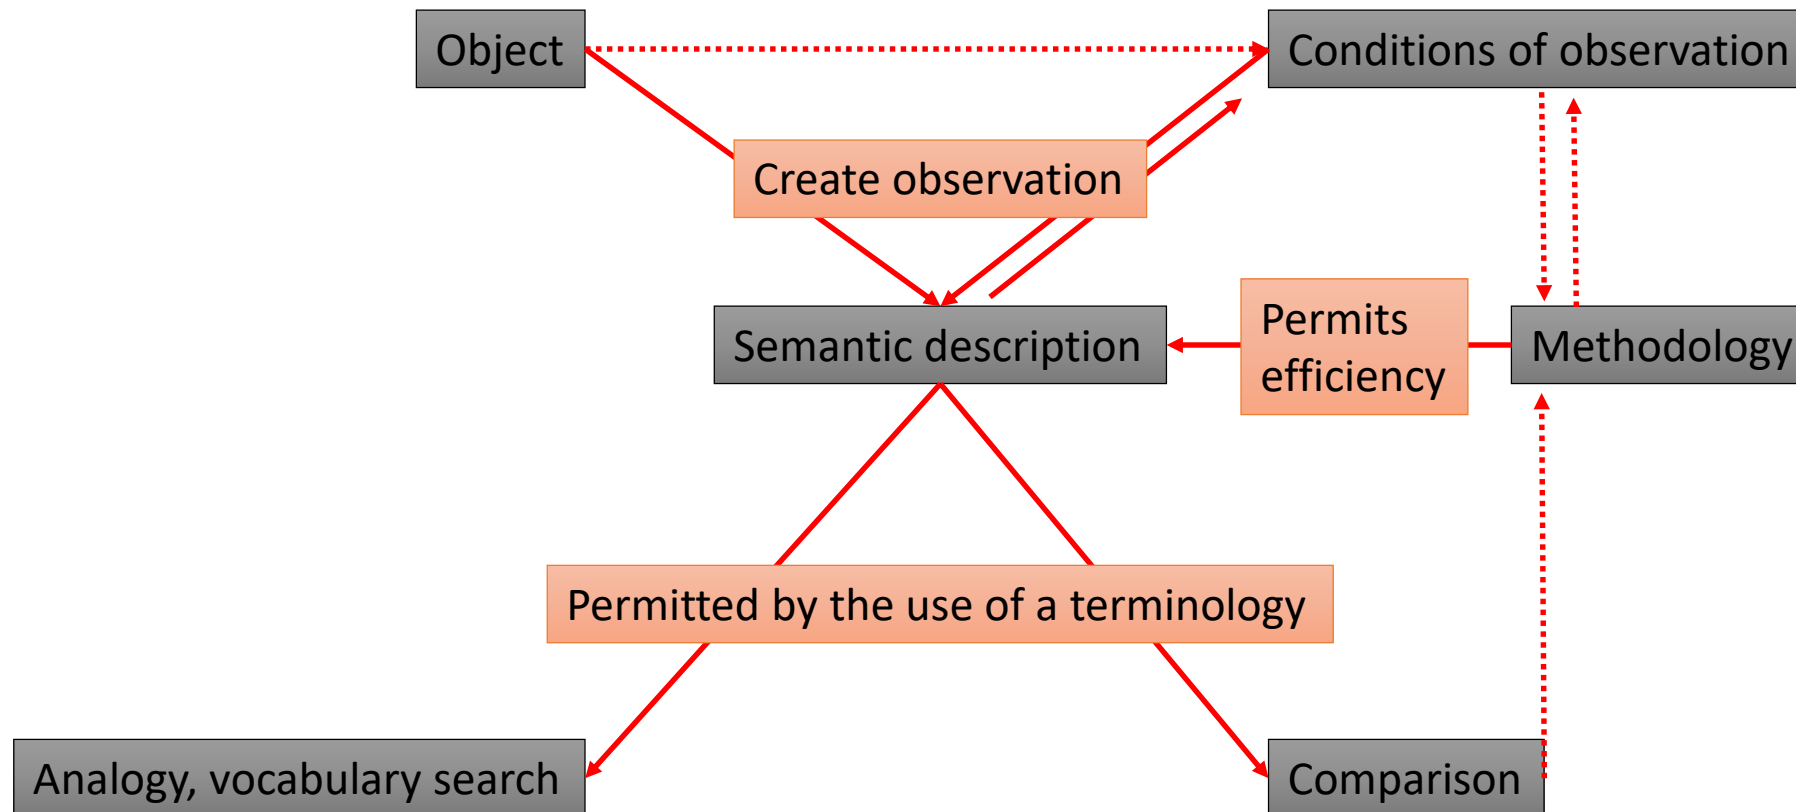 Object
Conditions of observation
Create observation
Semantic description
Permits
efficiency
Methodology
Permitted by the use of a terminology
Analogy, vocabulary search
Comparison